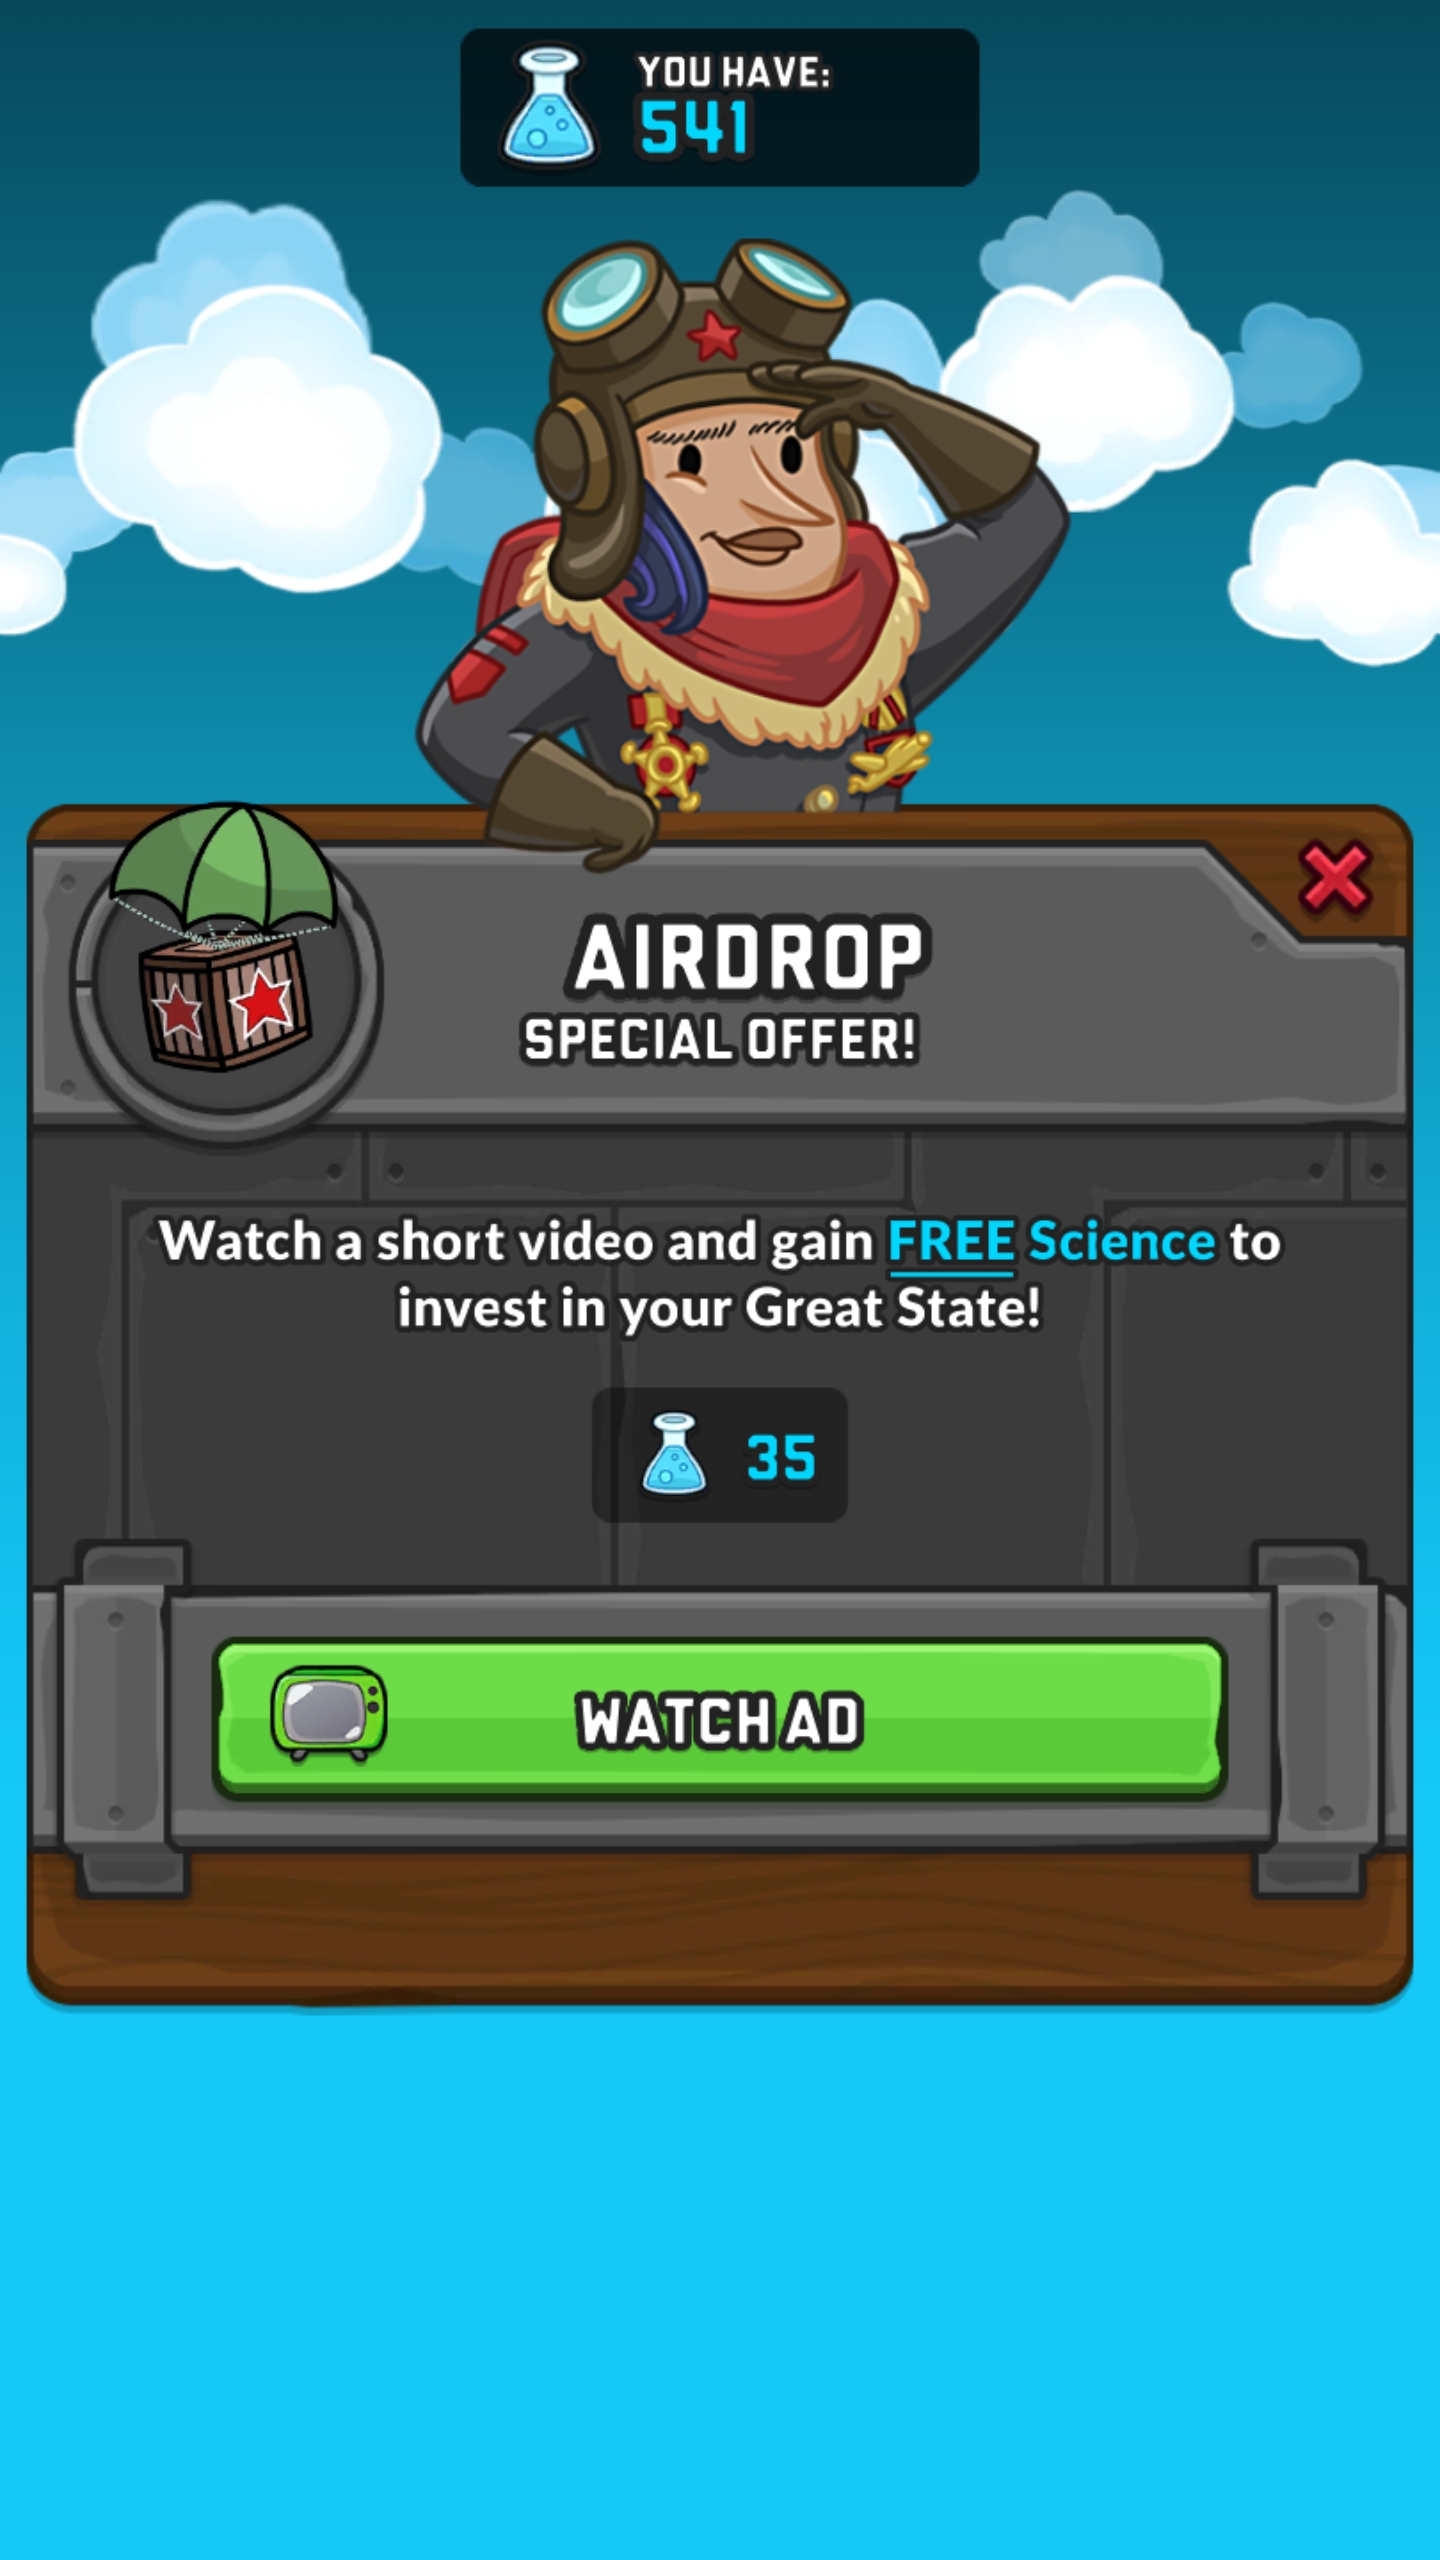 YOU HAVE:
541
AIRDROP
SPECIAL OFFER!
Watch a short video and gain FREE Science to
invest in your Great State!
35
WATCH AD